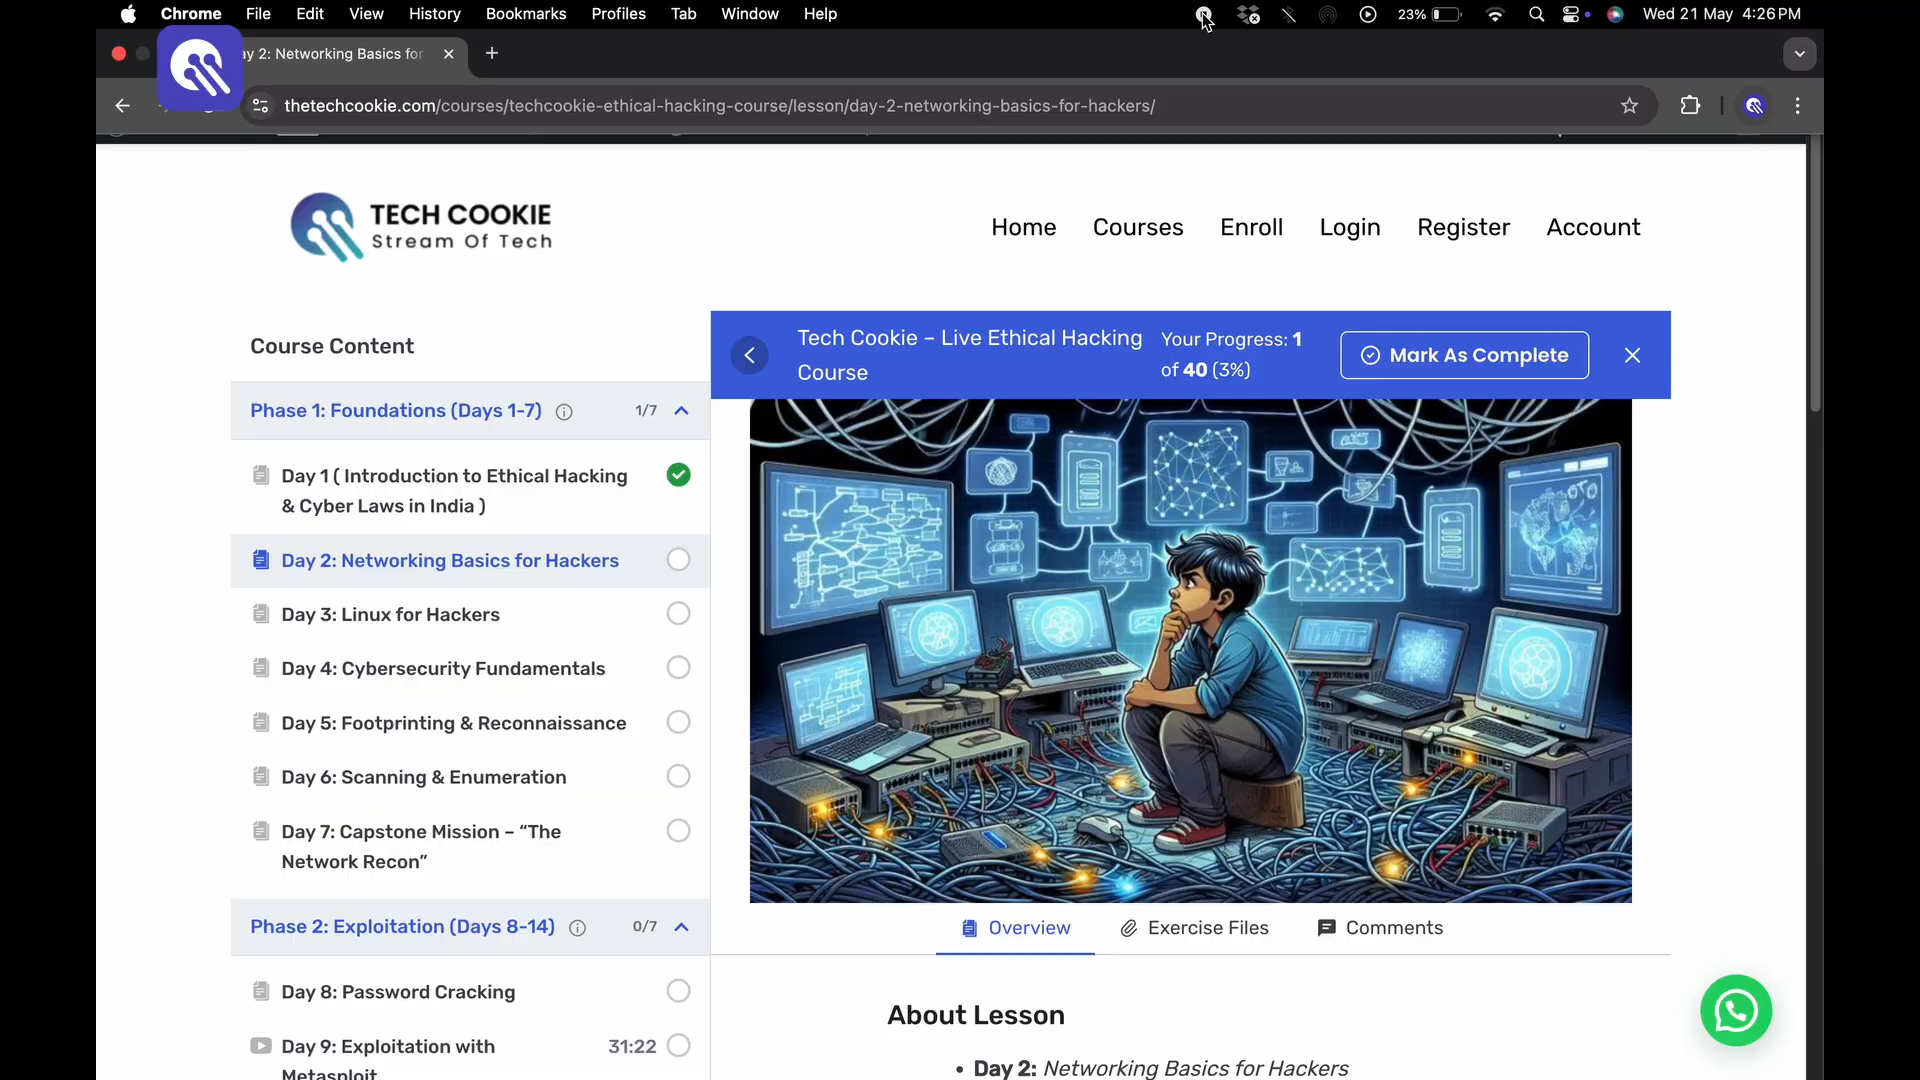 Chrome File Edit View History Bookmarks Profiles Tab Window Help
23% Wed 21 May 4:26 PM
ay 2: Networking Basics for
thetechcookie.com/courses/techcookie-ethical-hacking-course/lesson/day-2-networking-basics-for-hackers/
TECH COOKIE
Stream Of Tech
Home Courses Enroll Login Register Account
Course Content
Phase 1: Foundations (Days 1-7) 1/7
Day 1 ( Introduction to Ethical Hacking
& Cyber Laws in India )
Day 2: Networking Basics for Hackers
Day 3: Linux for Hackers
Day 4: Cybersecurity Fundamentals
Day 5: Footprinting & Reconnaissance
Day 6: Scanning & Enumeration
Day 7: Capstone Mission – “The
Network Recon”
Phase 2: Exploitation (Days 8-14) 0/7
Day 8: Password Cracking
Day 9: Exploitation with 31:22
Metasploit
Tech Cookie – Live Ethical Hacking
Course
Your Progress: 1
of 40 (3%)
Mark As Complete
Overview Exercise Files Comments
About Lesson
• Day 2: Networking Basics for Hackers